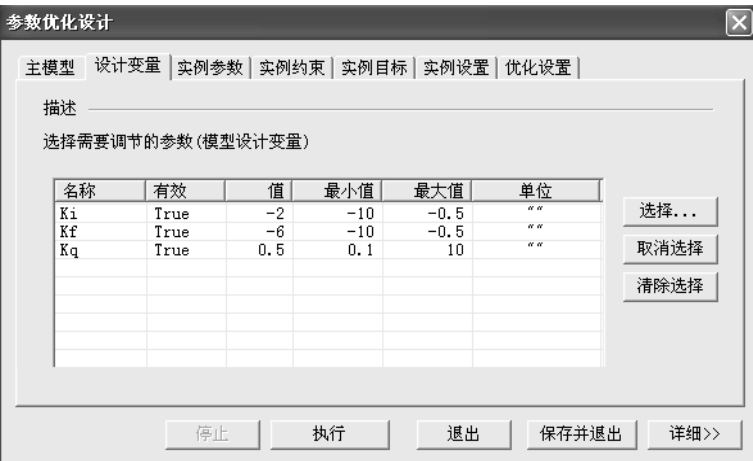 参数优化设计
主模型 设计变量 实例参数 实例约束 实例目标 实例设置 优化设置
描述
选择需要调节的参数(模型设计变量)
名称 有效 值 最小值 最大值 单位
Ki True -2 -10 -0.5 ""
Kf True -6 -10 -0.5 ""
Kq True 0.5 0.1 10 ""
选择...
取消选择
清除选择
停止 执行 退出 保存并退出 详细>>